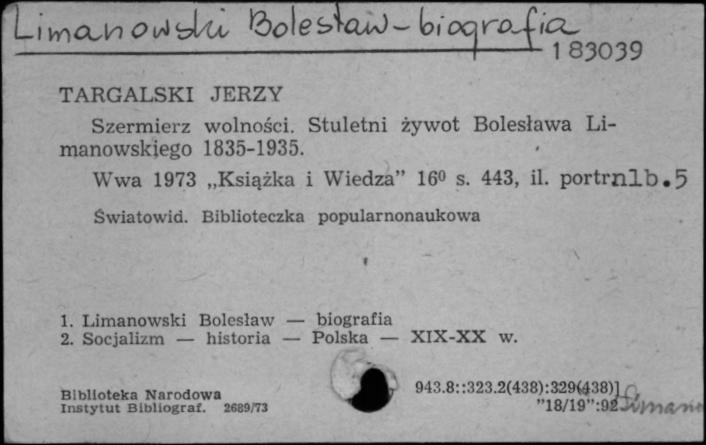 Limanowski Bolesław - biografia
183039
TARGALSKI JERZY
Szermierz wolności. Stuletni żywot Bolesława Li-
manowskiego 1835-1935.
Wwa 1973 „Książka i Wiedza” 16⁰ s. 443, il. portr nlb.5
Światowid. Biblioteczka popularnonaukowa
1. Limanowski Bolesław — biografia
2. Socjalizm — historia — Polska — XIX-XX w.
943.8::323.2(438):329(438)]
Biblioteka Narodowa
"18/19":92 Limano
Instytut Bibliograf. 2689/73